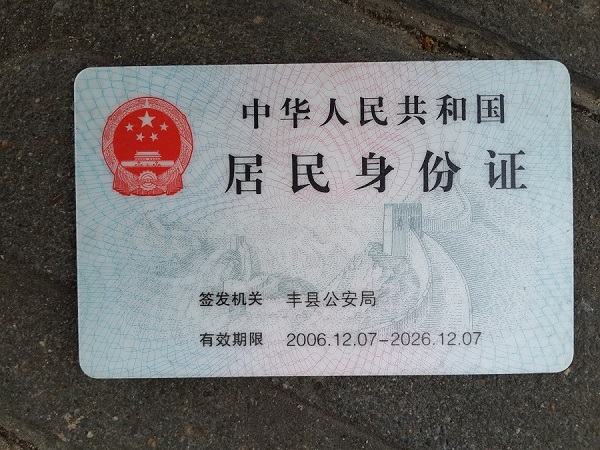 中华人民共和国
居民身份证
签发机关 丰县公安局
有效期限 2006.12.07-2026.12.07